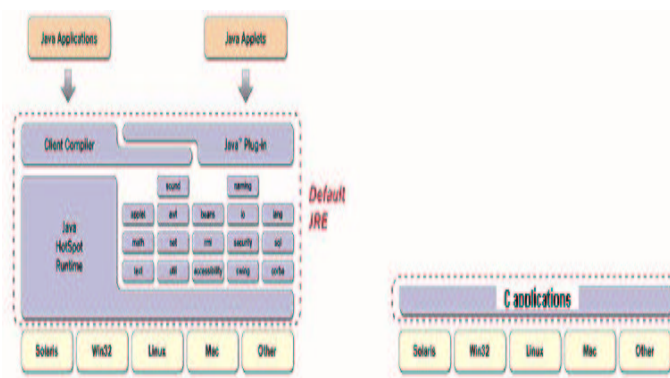 Java Applications
Java Applets
Client Compiler
Java™ Plug-in
sound
naming
applet
awt
beans
io
lang
math
net
rmi
security
sql
text
util
accessibility
swing
corba
Java
HotSpot
Runtime
Default
JRE
Solaris
Win32
Linux
Mac
Other
C applications
Solaris
Win32
Linux
Mac
Other